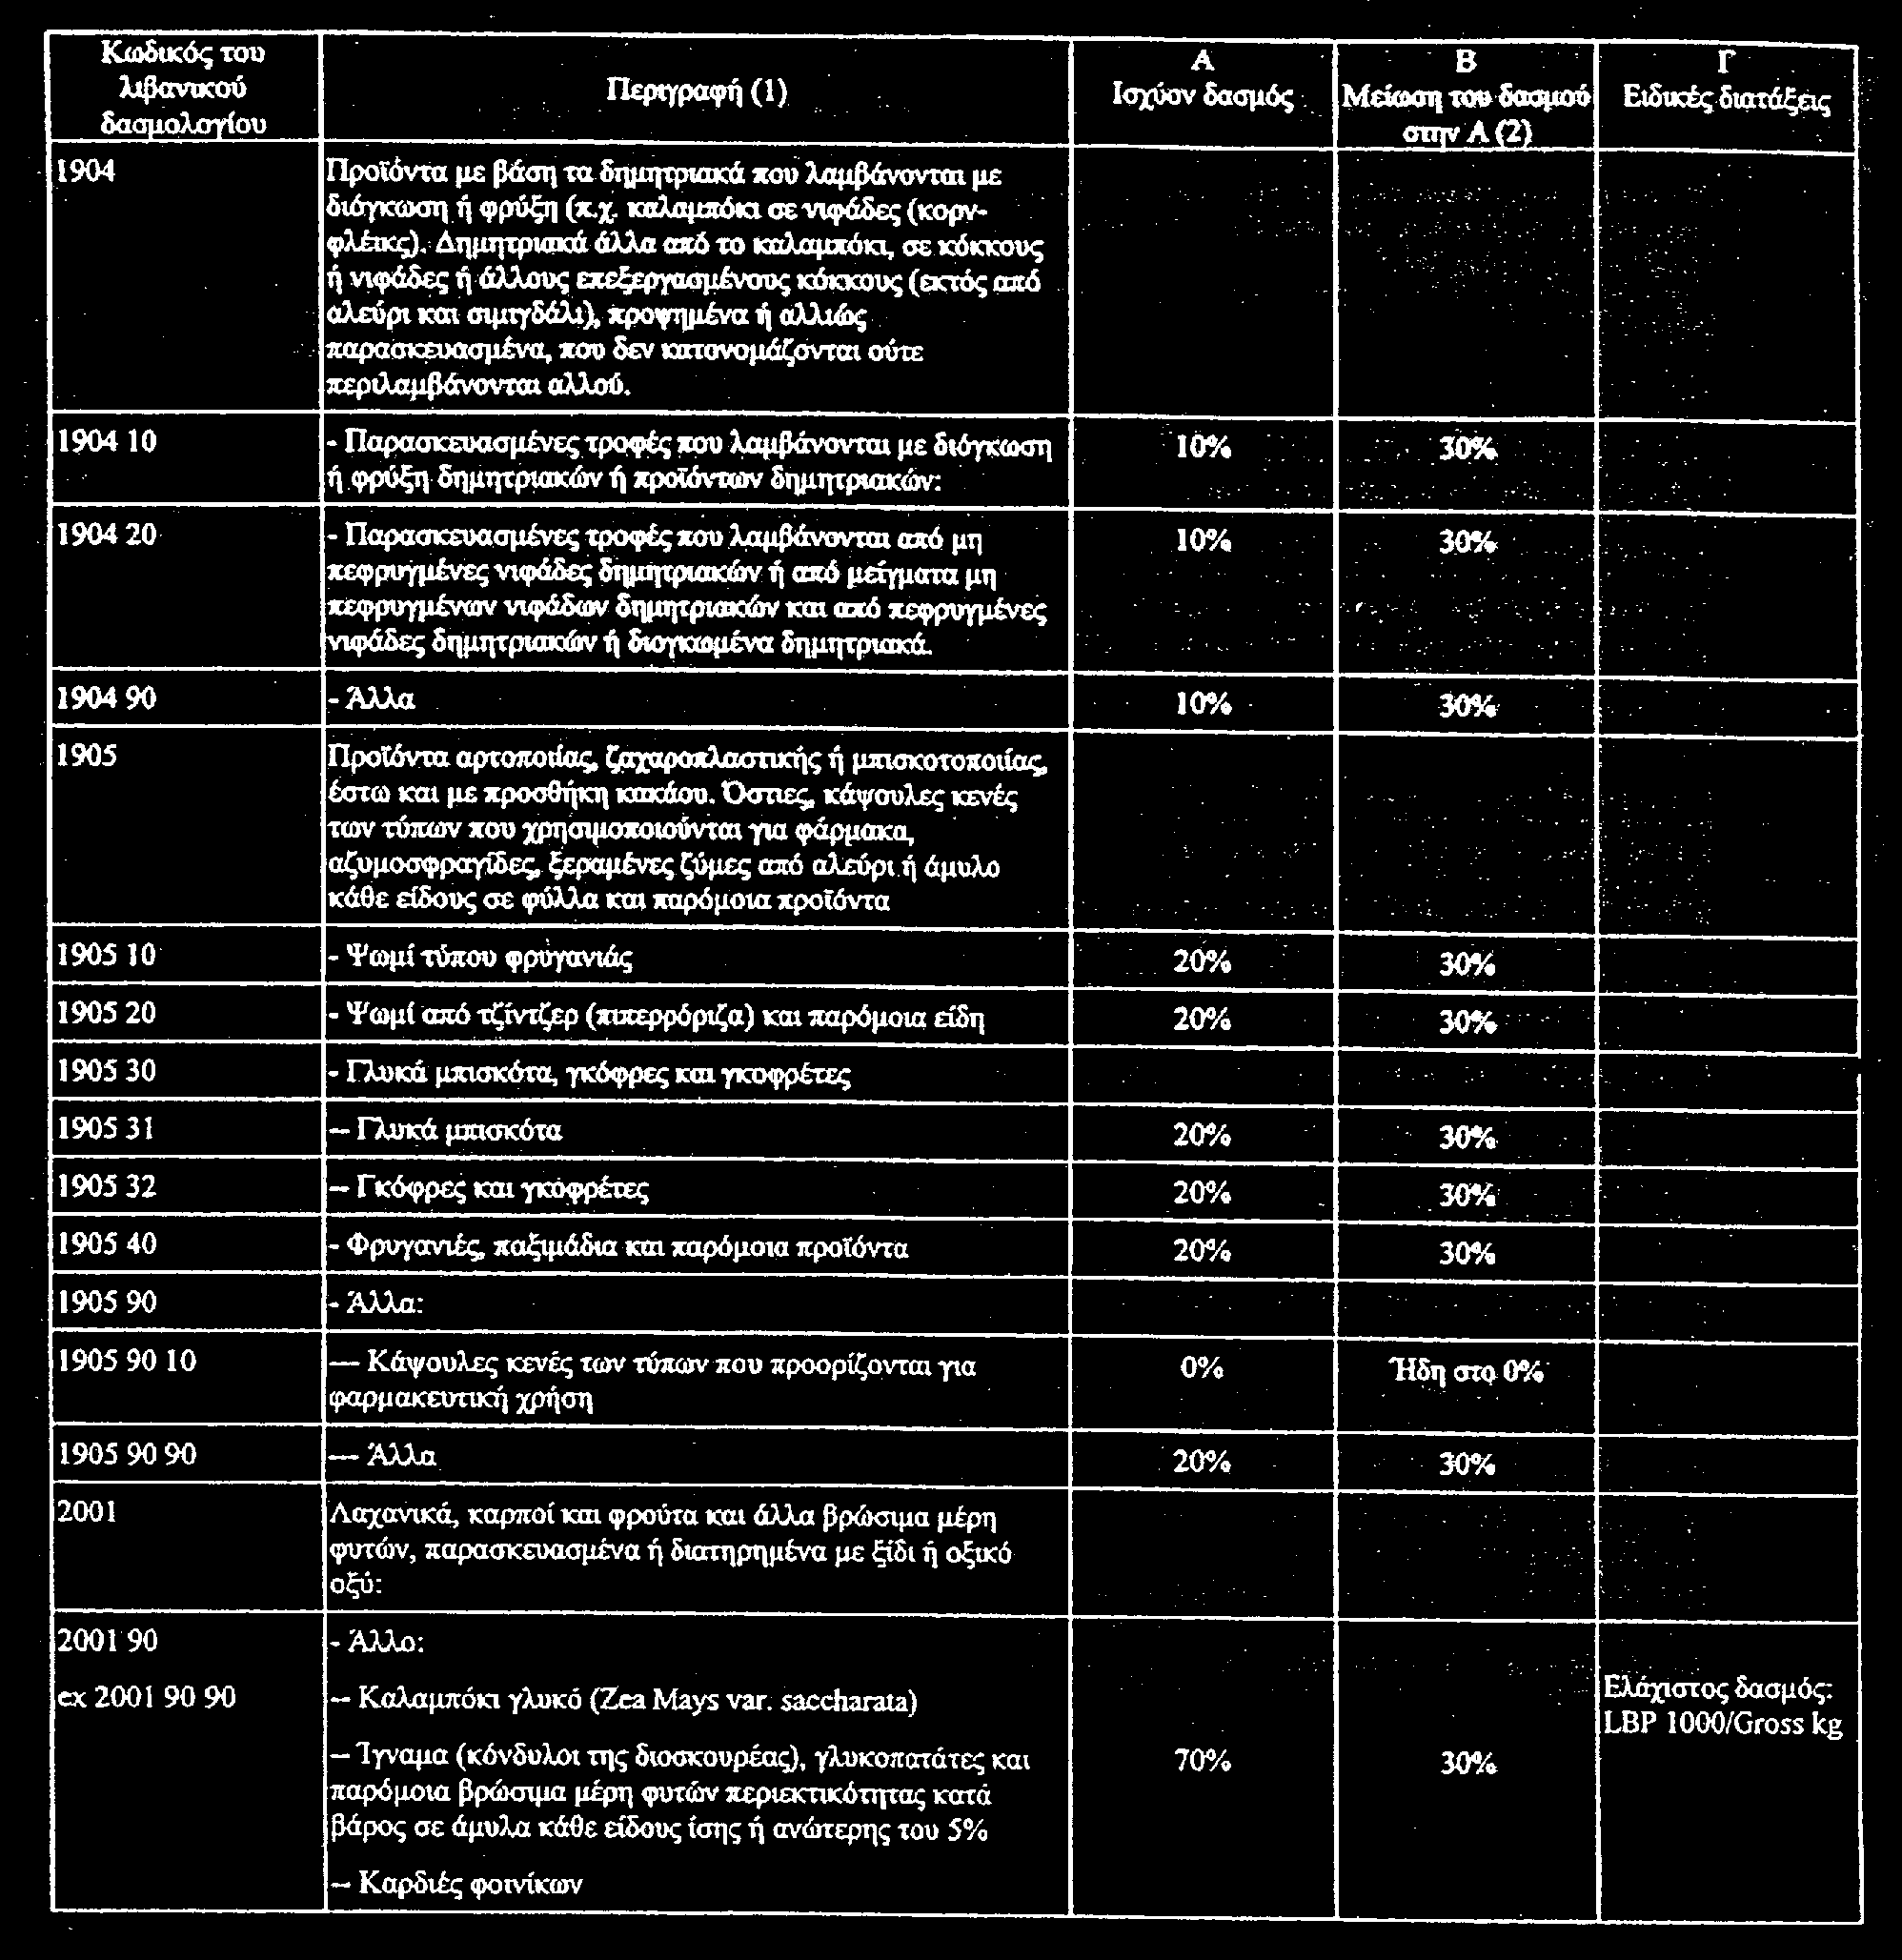 Κωδικός του
λιβανικού
δασμολογίου
Περιγραφή (1)
Α
Ισχύον δασμός
Β
Μείωση του δασμού
στην Α (2)
Γ
Ειδικές διατάξεις
1904
Προϊόντα με βάση τα δημητριακά που λαμβάνονται με
διόγκωση ή φρύξη (π.χ. καλαμπόκι σε νιφάδες (κορν-
φλέικς). Δημητριακά άλλα από το καλαμπόκι, σε κόκκους
ή νιφάδες ή άλλους επεξεργασμένους κόκκους (εκτός από
αλεύρι και σιμιγδάλι), προψημένα ή αλλιώς
παρασκευασμένα, που δεν κατονομάζονται ούτε
περιλαμβάνονται αλλού.
1904 10
- Παρασκευασμένες τροφές που λαμβάνονται με διόγκωση
ή φρύξη δημητριακών ή προϊόντων δημητριακών:
10%
30%
1904 20
- Παρασκευασμένες τροφές που λαμβάνονται από μη
πεφρυγμένες νιφάδες δημητριακών ή από μείγματα μη
πεφρυγμένων νιφάδων δημητριακών και από πεφρυγμένες
νιφάδες δημητριακών ή διογκωμένα δημητριακά.
10%
30%
1904 90
- Άλλα
10%
30%
1905
Προϊόντα αρτοποιίας, ζαχαροπλαστικής ή μπισκοτοποιίας,
έστω και με προσθήκη κακάου. Όστιες, κάψουλες κενές
των τύπων που χρησιμοποιούνται για φάρμακα,
αζυμοσφραγίδες, ξεραμένες ζύμες από αλεύρι ή άμυλο
κάθε είδους σε φύλλα και παρόμοια προϊόντα
1905 10
- Ψωμί τύπου φρυγανιάς
20%
30%
1905 20
- Ψωμί από τζίντζερ (πιπερρόριζα) και παρόμοια είδη
20%
30%
1905 30
- Γλυκά μπισκότα, γκόφρες και γκοφρέτες
1905 31
-- Γλυκά μπισκότα
20%
30%
1905 32
-- Γκόφρες και γκοφρέτες
20%
30%
1905 40
- Φρυγανιές, παξιμάδια και παρόμοια προϊόντα
20%
30%
1905 90
- Άλλα:
1905 90 10
--- Κάψουλες κενές των τύπων που προορίζονται για
φαρμακευτική χρήση
0%
Ήδη στο 0%
1905 90 90
--- Άλλα
20%
30%
2001
Λαχανικά, καρποί και φρούτα και άλλα βρώσιμα μέρη
φυτών, παρασκευασμένα ή διατηρημένα με ξίδι ή οξικό
οξύ:
2001 90
- Άλλο:
ex 2001 90 90
-- Καλαμπόκι γλυκό (Zea Mays var. saccharata)
Ελάχιστος δασμός:
LBP 1000/Gross kg
-- Ίγναμα (κόνδυλοι της διοσκουρέας), γλυκοπατάτες και
παρόμοια βρώσιμα μέρη φυτών περιεκτικότητας κατά
βάρος σε άμυλα κάθε είδους ίσης ή ανώτερης του 5%
70%
30%
-- Καρδιές φοινίκων